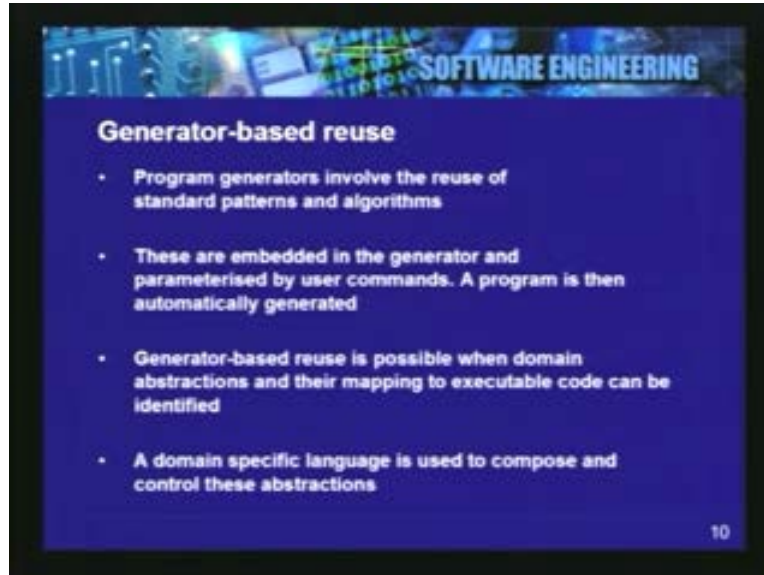 SOFTWARE ENGINEERING
Generator-based reuse
• Program generators involve the reuse of
standard patterns and algorithms
• These are embedded in the generator and
parameterised by user commands. A program is then
automatically generated
• Generator-based reuse is possible when domain
abstractions and their mapping to executable code can be
identified
• A domain specific language is used to compose and
control these abstractions
10